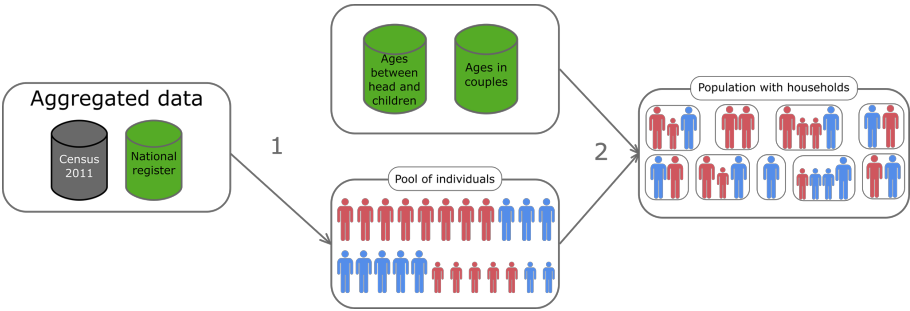 Aggregated data
Census
2011
National
register
1
Ages
between
head and
children
Ages in
couples
Pool of individuals
2
Population with households